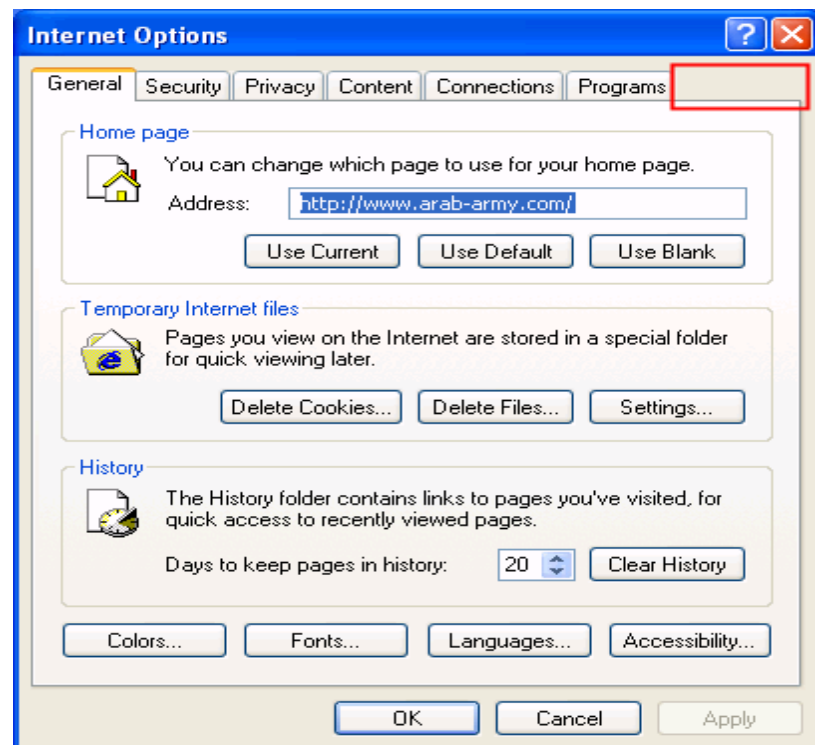 Internet Options
General Security Privacy Content Connections Programs
Home page
You can change which page to use for your home page.
Address: http://www.arab-army.com/
Use Current Use Default Use Blank
Temporary Internet files
Pages you view on the Internet are stored in a special folder
for quick viewing later.
Delete Cookies... Delete Files... Settings...
History
The History folder contains links to pages you've visited, for
quick access to recently viewed pages.
Days to keep pages in history: 20 Clear History
Colors... Fonts... Languages... Accessibility...
OK Cancel Apply